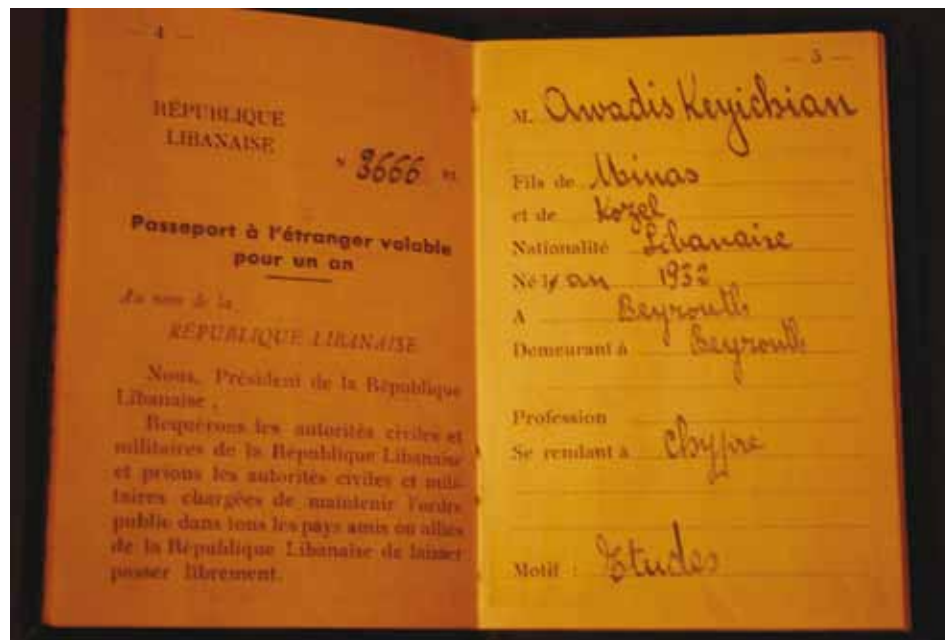 — 4 —
RÉPUBLIQUE
LIBANAISE
N 3666
Passeport à l'étranger valable
pour un an
Au nom de la
RÉPUBLIQUE LIBANAISE
Nous, Président de la République
Libanaise,
Requérons les autorités civiles et
militaires de la République Libanaise
et prions les autorités civiles et mili-
taires chargées de maintenir l'ordre
public dans tous les pays amis ou alliés
de la République Libanaise de laisser
passer librement.
— 5 —
M. Awadis Keyichian
Fils de Minas
et de Kozel
Nationalité Libanaise
Né l' an 1932
A Beyrouth
Demeurant à Beyrouth
Profession
Se rendant à Chypre
Motif : Etudes